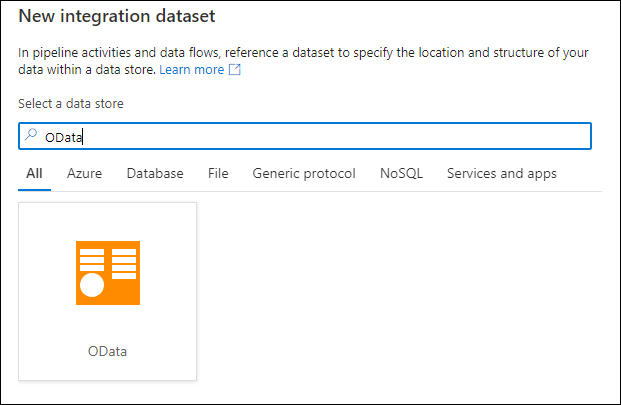 New integration dataset
In pipeline activities and data flows, reference a dataset to specify the location and structure of your
data within a data store. Learn more
Select a data store
OData
All Azure Database File Generic protocol NoSQL Services and apps
OData